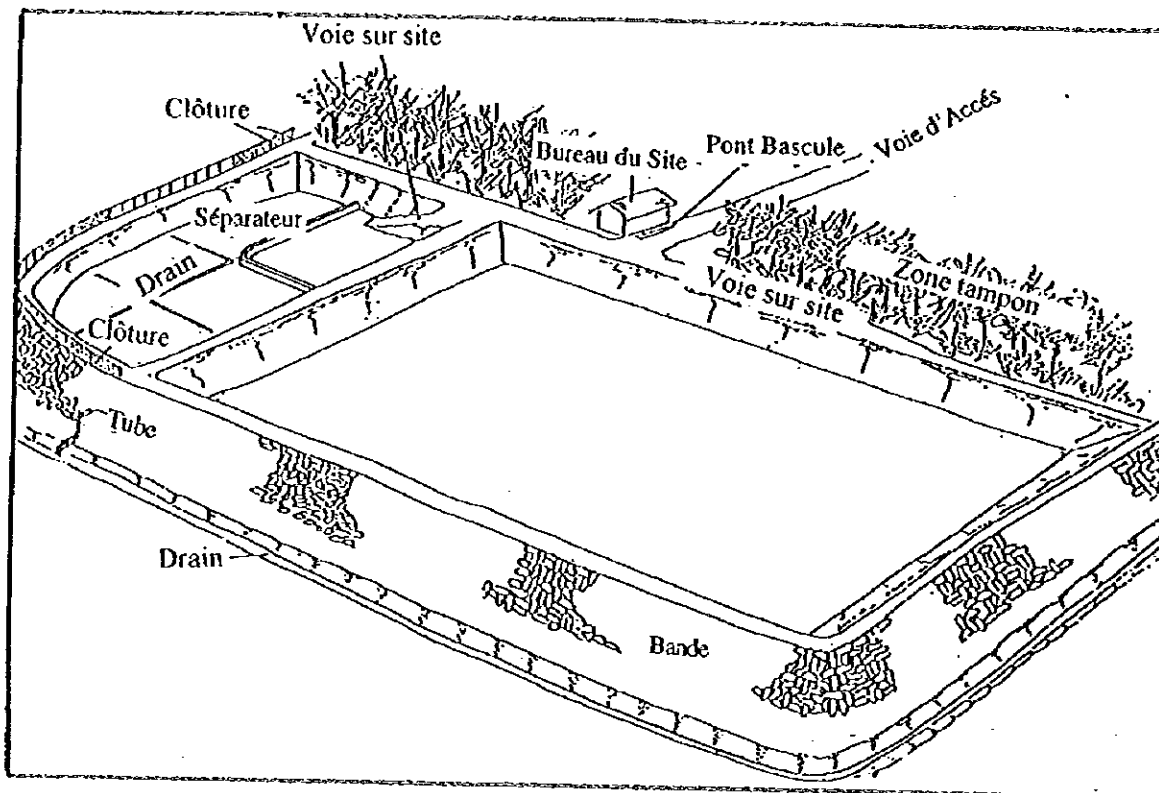 Voie sur site
Clôture
Bureau du Site
Pont Bascule
Voie d'Accés
Séparateur
Drain
Zone tampon
Voie sur site
Clôture
Tube
Drain
Bande